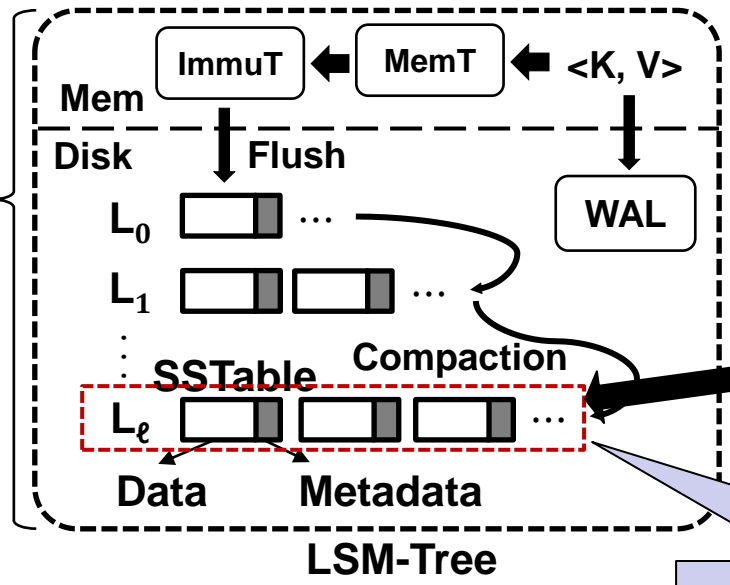 ImmuT MemT <K, V>
Mem
Disk Flush
WAL
L₀ ...
L₁ ...
Compaction
SSTable
Lℓ ...
Data Metadata
LSM-Tree